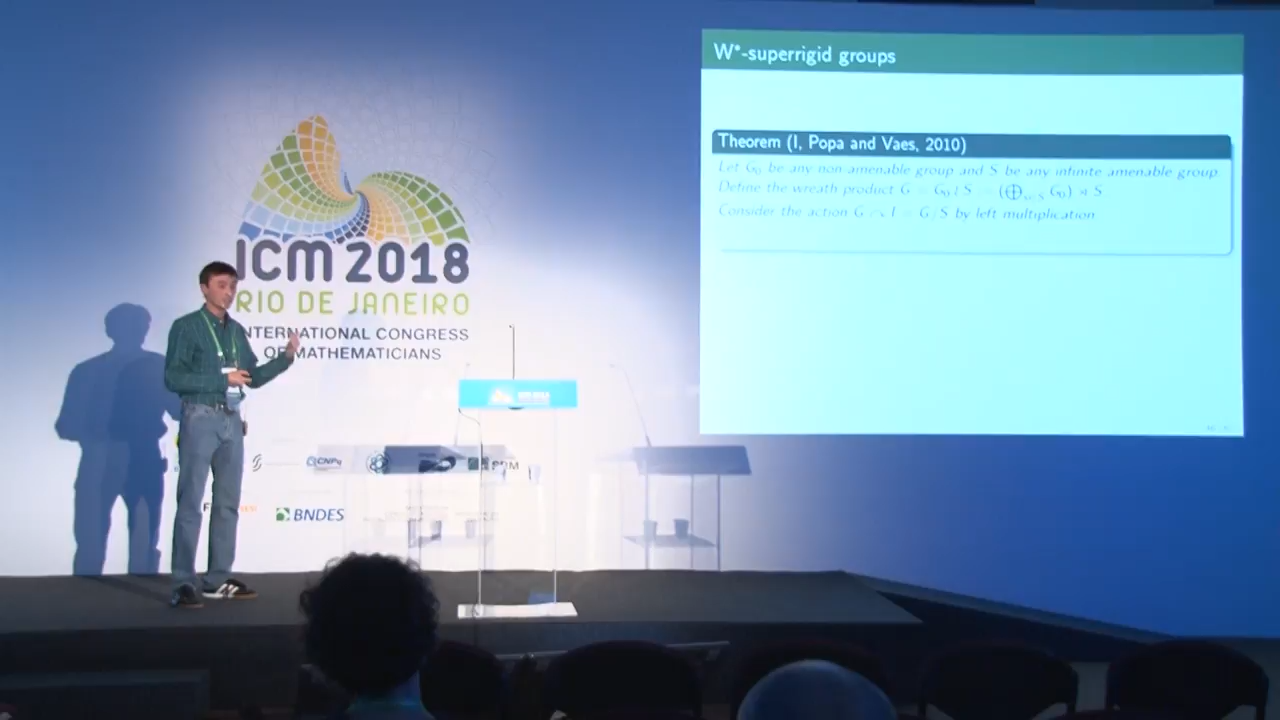 W*-superrigid groups
Theorem (I, Popa and Vaes, 2010)
Let G₀ be any non-amenable group and S be any infinite amenable group.
Define the wreath product G = G₀ ≀ S = (⊕ₛ∈S G₀) ⋊ S.
Consider the action G ↷ I = G/S by left multiplication.
ICM 2018
RIO DE JANEIRO
INTERNATIONAL CONGRESS
OF MATHEMATICIANS
CNPq
BNDES